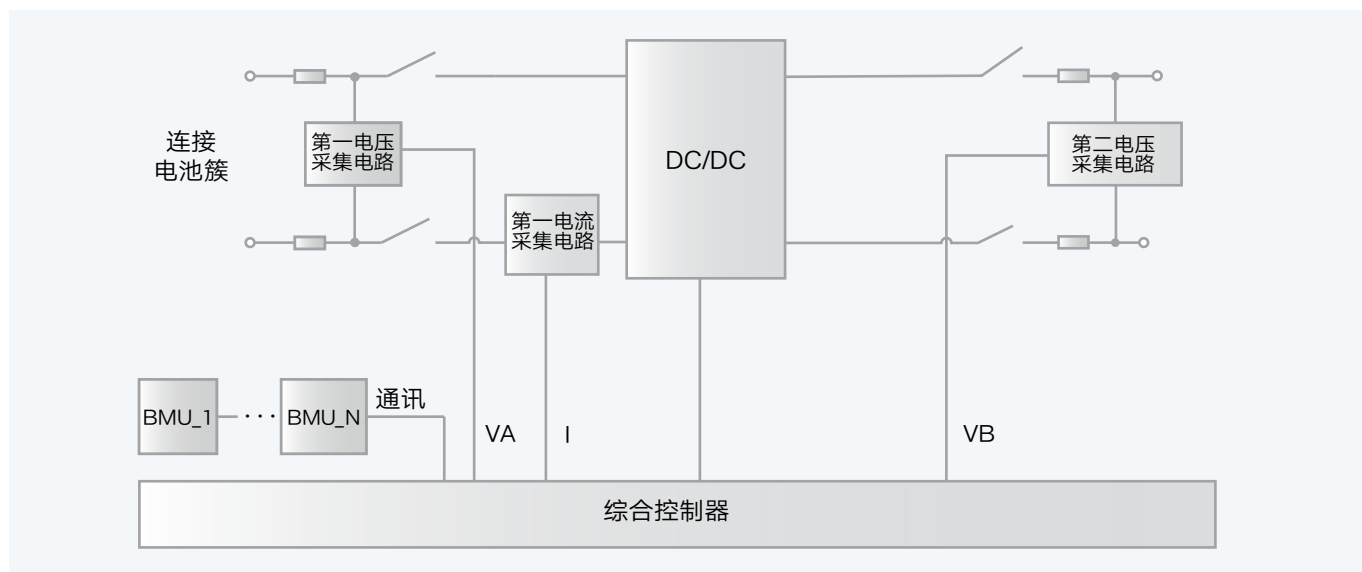 连接
电池簇
第一电压
采集电路
第一电流
采集电路
DC/DC
第二电压
采集电路
BMU_1
···
BMU_N
通讯
VA
I
VB
综合控制器